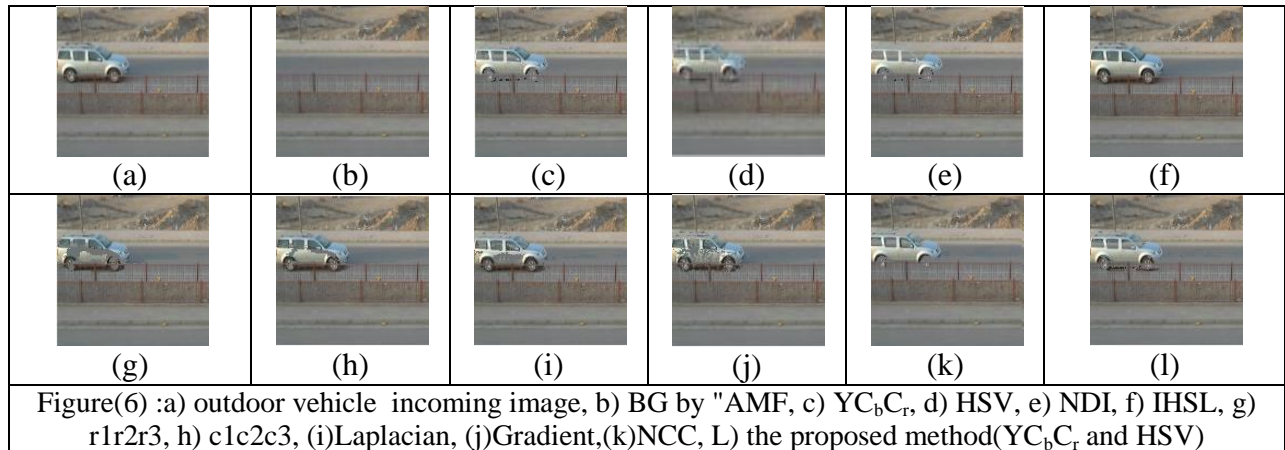 (a) (b) (c) (d) (e) (f)
(g) (h) (i) (j) (k) (l)
Figure(6) :a) outdoor vehicle incoming image, b) BG by "AMF, c) YCbCr, d) HSV, e) NDI, f) IHSL, g)
r1r2r3, h) c1c2c3, (i)Laplacian, (j)Gradient,(k)NCC, L) the proposed method(YCbCr and HSV)